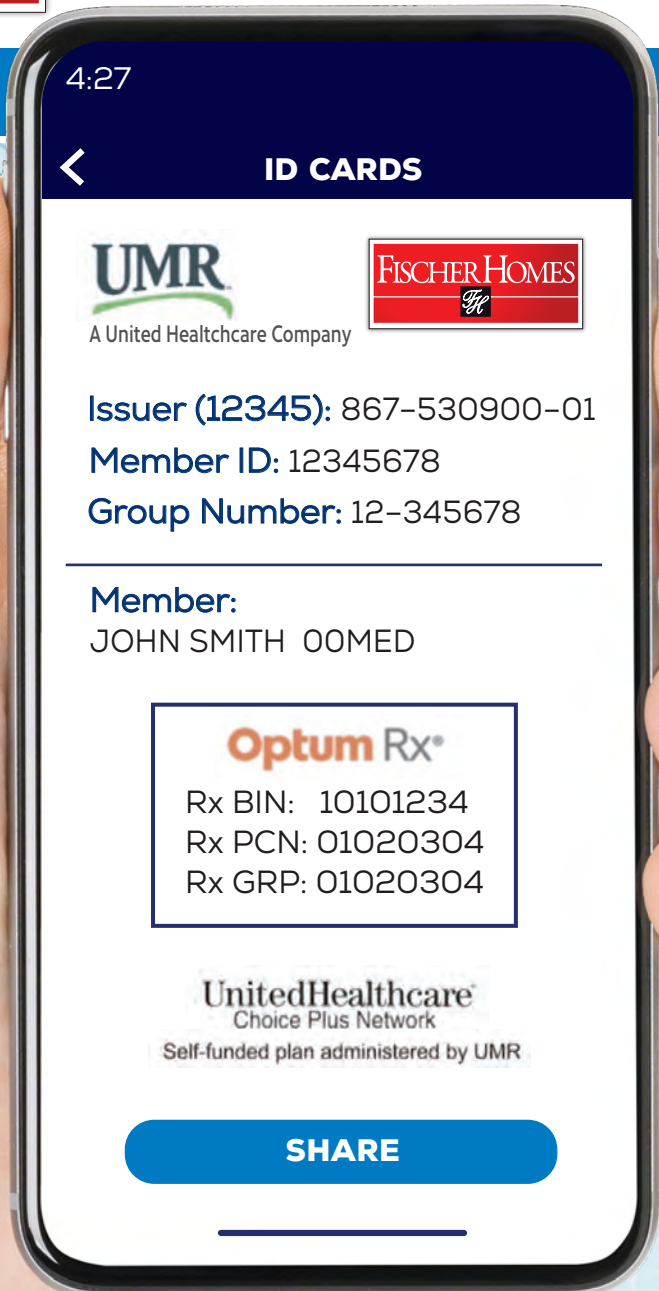 4:27
ID CARDS
UMR
A United Healtchcare Company
FISCHER HOMES
FH
Issuer (12345): 867-530900-01
Member ID: 12345678
Group Number: 12-345678
Member:
JOHN SMITH 00MED
Optum Rx®
Rx BIN: 10101234
Rx PCN: 01020304
Rx GRP: 01020304
UnitedHealthcare
Choice Plus Network
Self-funded plan administered by UMR
SHARE